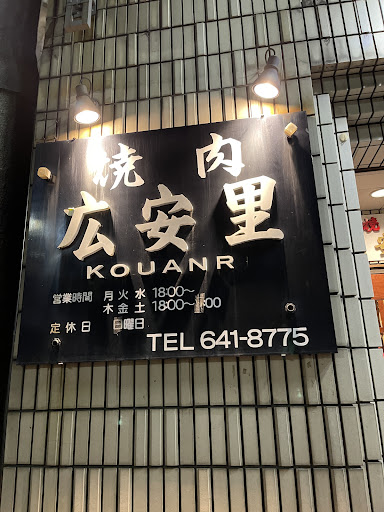 焼肉
広安里
KOUANR
営業時間 月火水 18:00〜
木金土 18:00〜
定休日 日曜日
TEL 641-8775